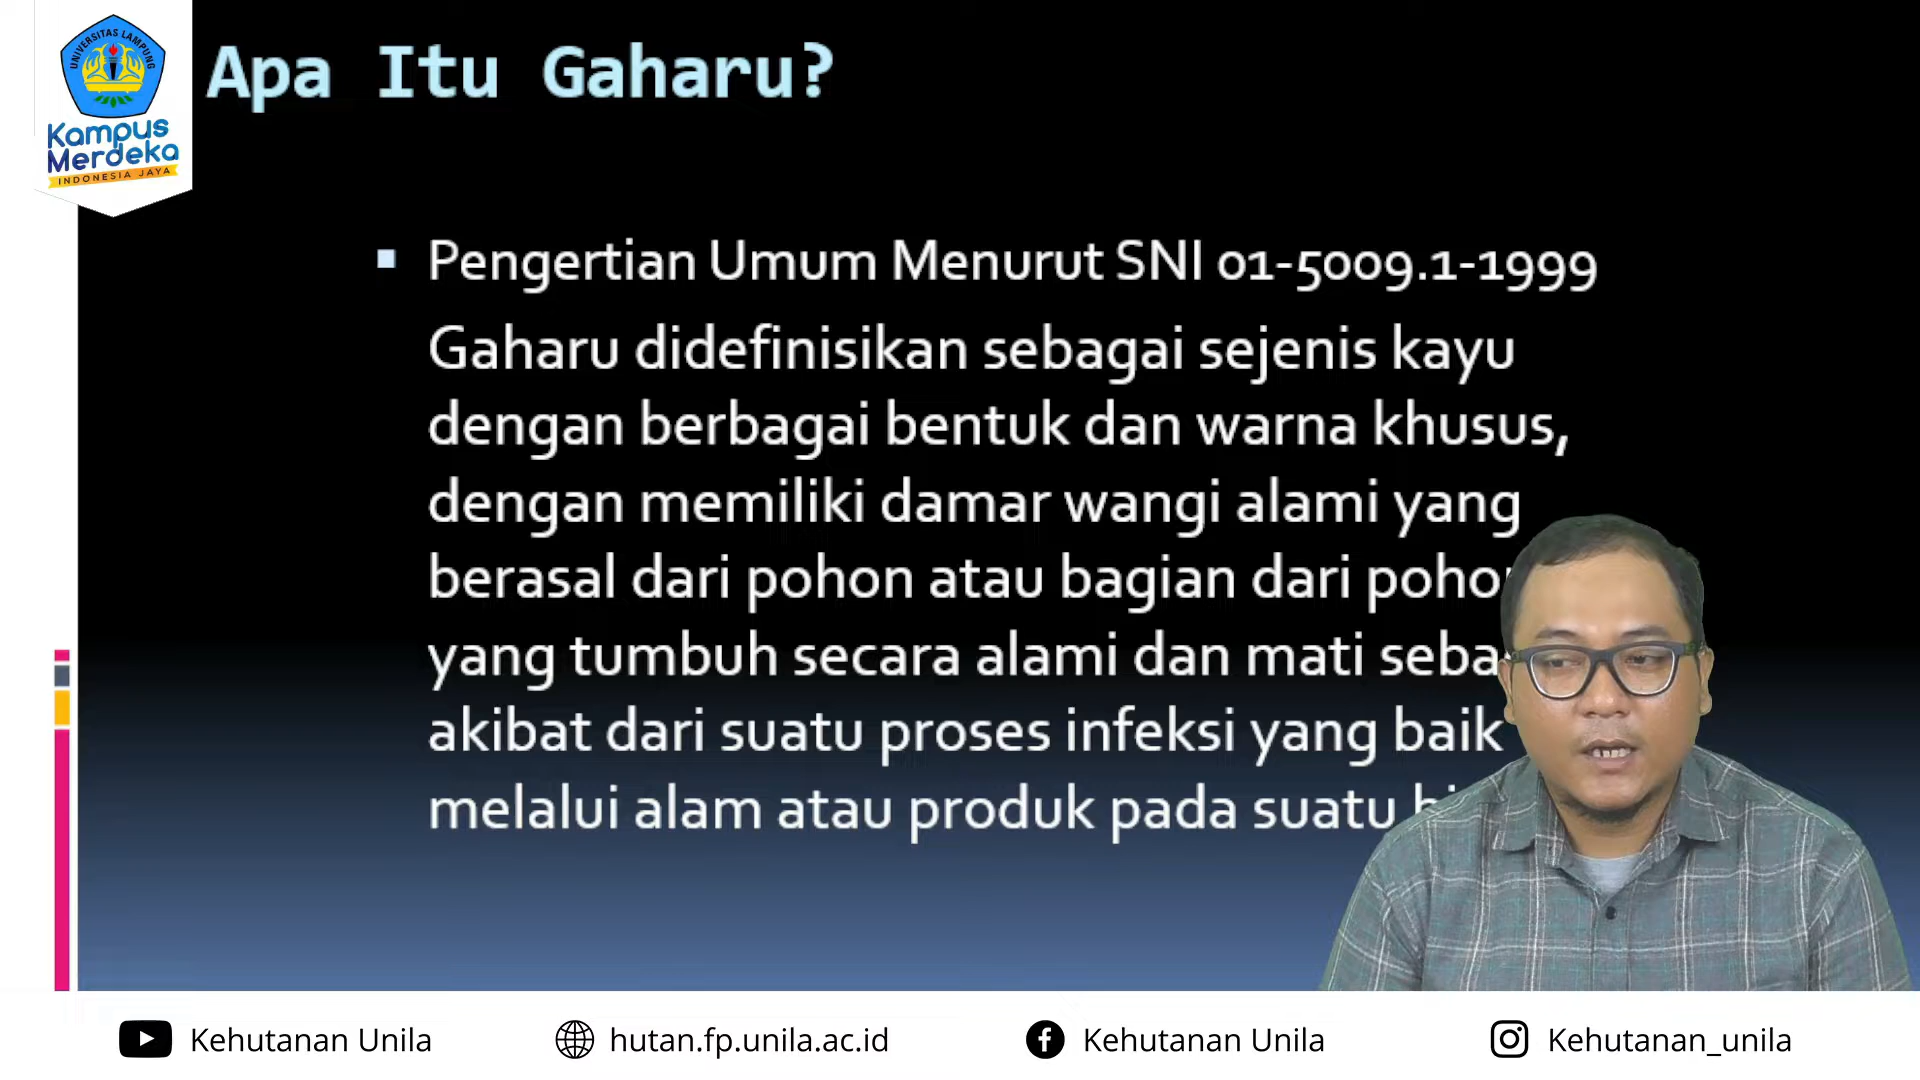 UNIVERSITAS LAMPUNG
Kampus
Merdeka
INDONESIA JAYA
Apa Itu Gaharu?
Pengertian Umum Menurut SNI 01-5009.1-1999
Gaharu didefinisikan sebagai sejenis kayu
dengan berbagai bentuk dan warna khusus,
dengan memiliki damar wangi alami yang
berasal dari pohon atau bagian dari
yang tumbuh secara alami dan mati
akibat dari suatu proses infeksi yang baik
melalui alam atau produk pada suatu
Kehutanan Unila
hutan.fp.unila.ac.id
Kehutanan Unila
Kehutanan_unila